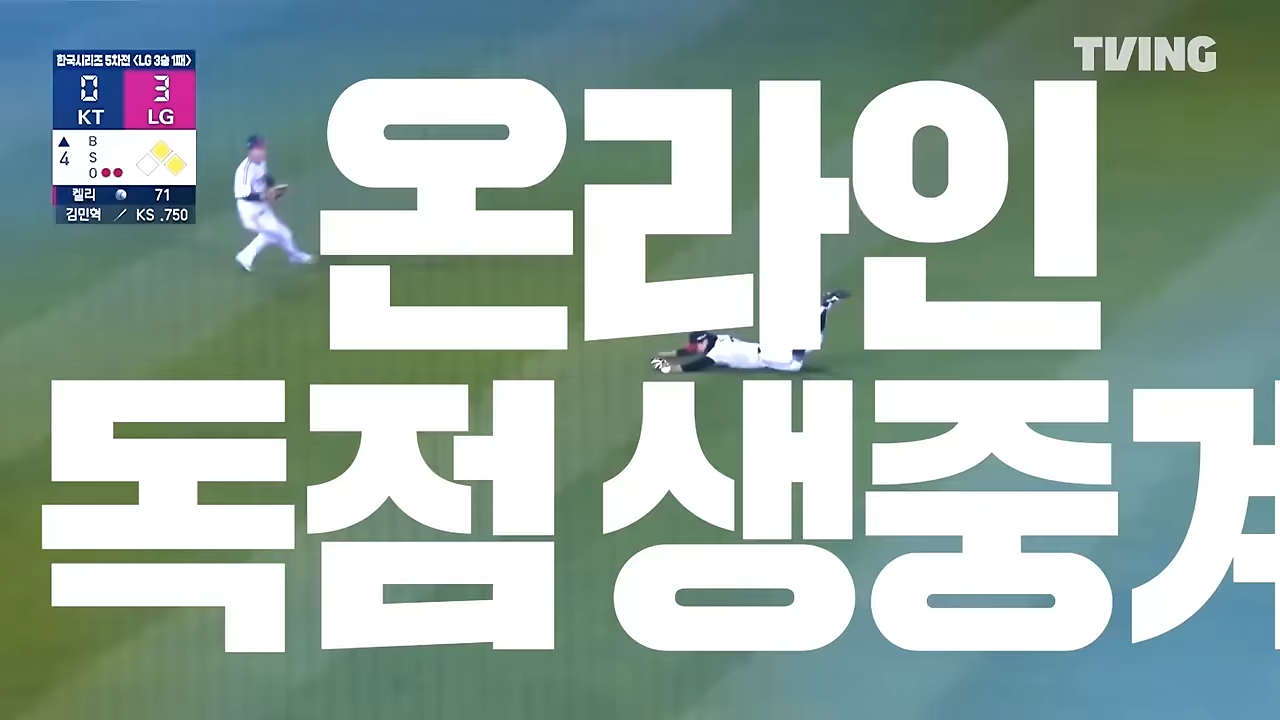 TVING
한국시리즈 5차전 <LG 3승 1패>
0 3
KT LG
▲ B
4 S
O
켈리 71
김민혁 / KS .750
온라인
독점 생중계